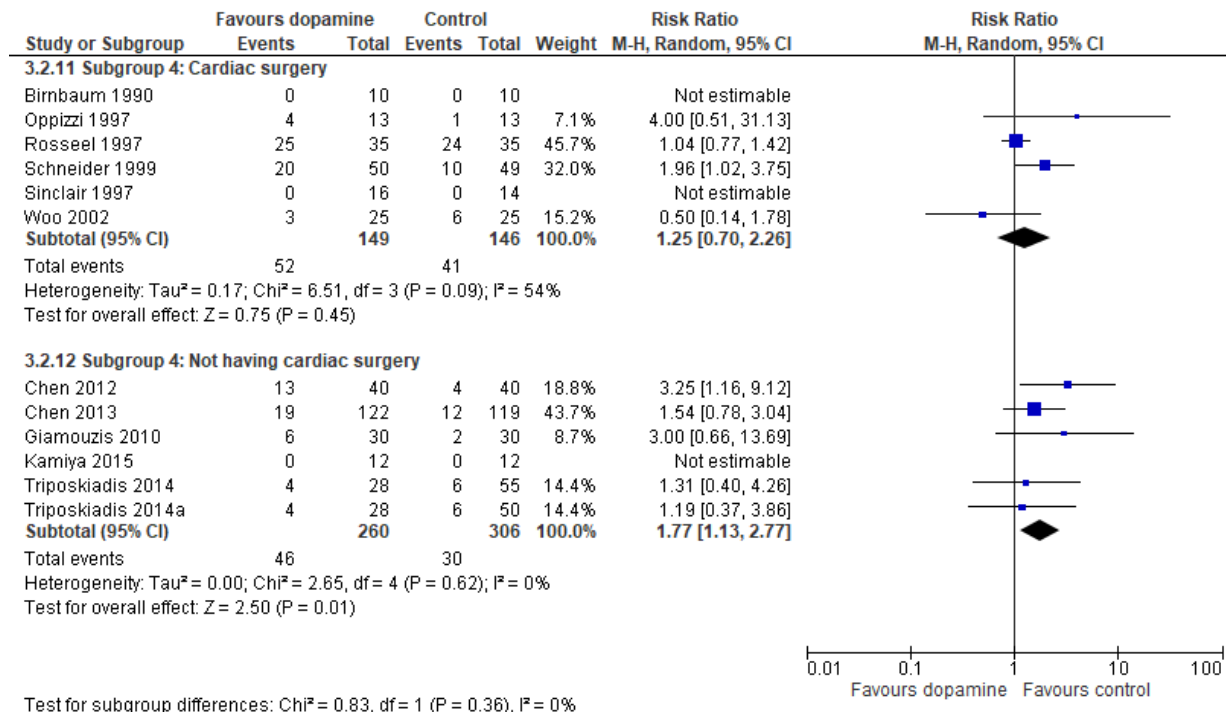 Favours dopamine Control Risk Ratio Risk Ratio
Study or Subgroup Events Total Events Total Weight M-H, Random, 95% CI M-H, Random, 95% CI
3.2.11 Subgroup 4: Cardiac surgery
Birnbaum 1990 0 10 0 10 Not estimable
Oppizzi 1997 4 13 1 13 7.1% 4.00 [0.51, 31.13]
Rosseel 1997 25 35 24 35 45.7% 1.04 [0.77, 1.42]
Schneider 1999 20 50 10 49 32.0% 1.96 [1.02, 3.75]
Sinclair 1997 0 16 0 14 Not estimable
Woo 2002 3 25 6 25 15.2% 0.50 [0.14, 1.78]
Subtotal (95% CI) 149 146 100.0% 1.25 [0.70, 2.26]
Total events 52 41
Heterogeneity: Tau² = 0.17; Chi² = 6.51, df = 3 (P = 0.09); I² = 54%
Test for overall effect: Z = 0.75 (P = 0.45)
3.2.12 Subgroup 4: Not having cardiac surgery
Chen 2012 13 40 4 40 18.8% 3.25 [1.16, 9.12]
Chen 2013 19 122 12 119 43.7% 1.54 [0.78, 3.04]
Giamouzis 2010 6 30 2 30 8.7% 3.00 [0.66, 13.69]
Kamiya 2015 0 12 0 12 Not estimable
Triposkiadis 2014 4 28 6 55 14.4% 1.31 [0.40, 4.26]
Triposkiadis 2014a 4 28 6 50 14.4% 1.19 [0.37, 3.86]
Subtotal (95% CI) 260 306 100.0% 1.77 [1.13, 2.77]
Total events 46 30
Heterogeneity: Tau² = 0.00; Chi² = 2.65, df = 4 (P = 0.62); I² = 0%
Test for overall effect: Z = 2.50 (P = 0.01)
0.01 0.1 1 10 100
Favours dopamine Favours control
Test for subgroup differences: Chi² = 0.83, df = 1 (P = 0.36), I² = 0%